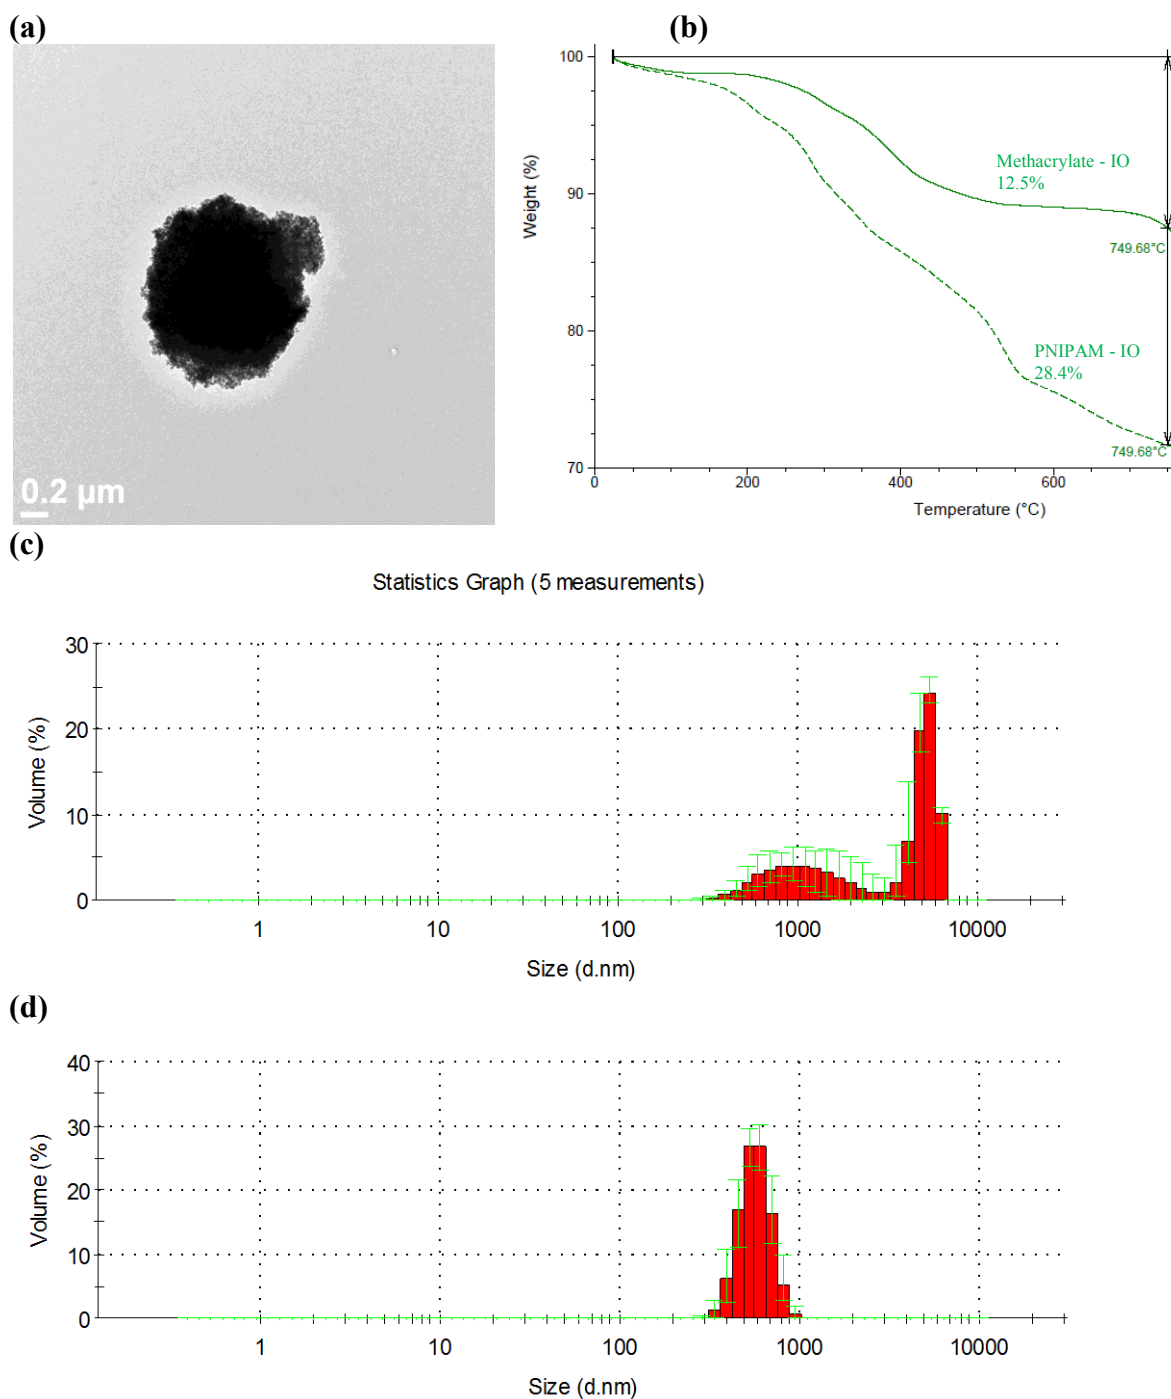 (a)
(b)
0.2 µm
100
90
80
70
Weight (%)
Methacrylate - IO
12.5%
749.68°C
PNIPAM - IO
28.4%
749.68°C
0
200
400
600
Temperature (°C)
(c)
Statistics Graph (5 measurements)
30
20
10
0
Volume (%)
1
10
100
1000
10000
Size (d.nm)
(d)
40
30
20
10
0
Volume (%)
1
10
100
1000
10000
Size (d.nm)